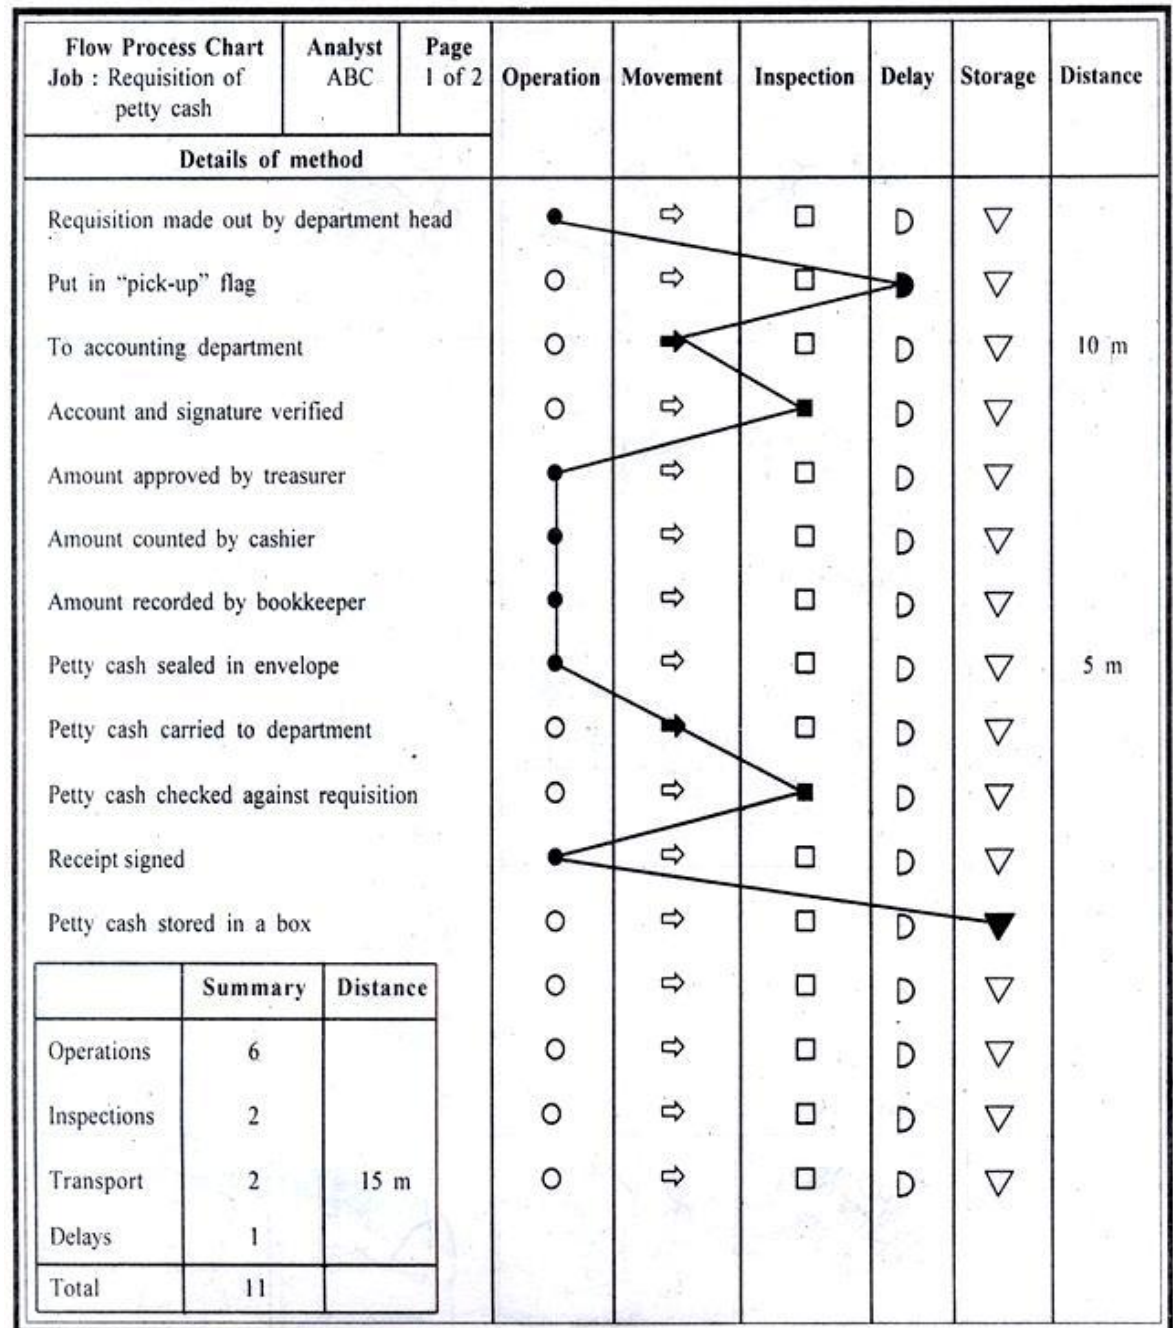 Flow Process Chart
Job : Requisition of
petty cash
Analyst
ABC
Page
1 of 2
Operation
Movement
Inspection
Delay
Storage
Distance
Details of method
Requisition made out by department head
Put in “pick-up” flag
To accounting department
10 m
Account and signature verified
Amount approved by treasurer
Amount counted by cashier
Amount recorded by bookkeeper
Petty cash sealed in envelope
5 m
Petty cash carried to department
Petty cash checked against requisition
Receipt signed
Petty cash stored in a box
Summary
Distance
Operations 6
Inspections 2
Transport 2 15 m
Delays 1
Total 11